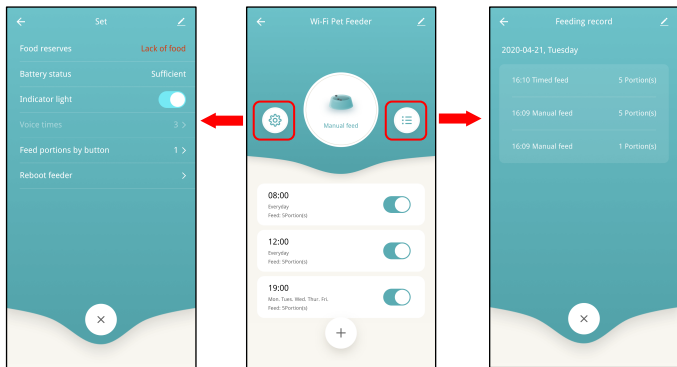 Set
Food reserves Lack of food
Battery status Sufficient
Indicator light
Voice times 3 >
Feed portions by button 1 >
Reboot feeder >
Wi-Fi Pet Feeder
Manual feed
08:00
Everyday
Feed: 5Portion(s)
12:00
Everyday
Feed: 5Portion(s)
19:00
Mon. Tues. Wed. Thur. Fri.
Feed: 5Portion(s)
Feeding record
2020-04-21, Tuesday
16:10 Timed feed 5 Portion(s)
16:09 Manual feed 5 Portion(s)
16:09 Manual feed 1 Portion(s)